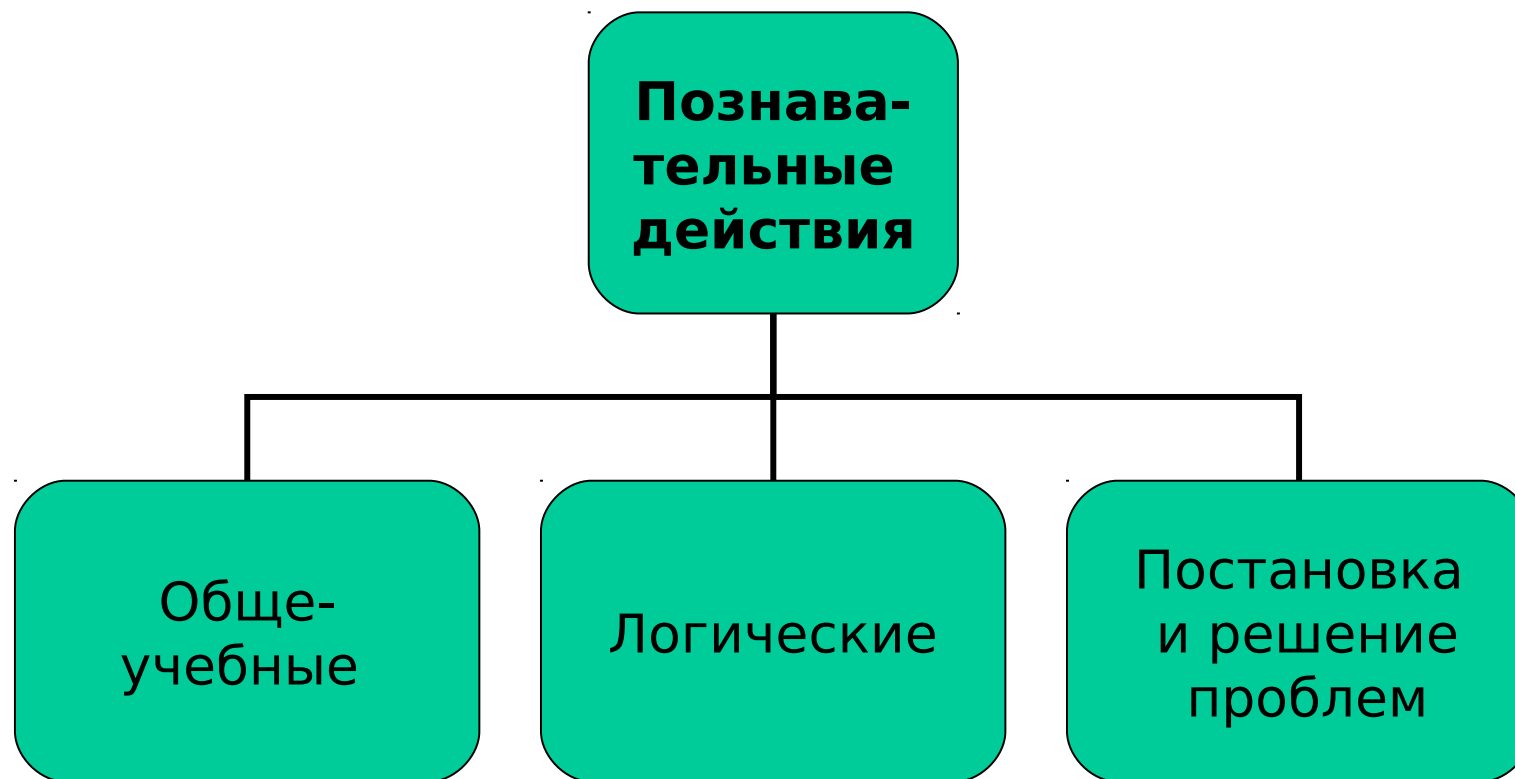 Познава-
тельные
действия
Обще-
учебные
Логические
Постановка
и решение
проблем